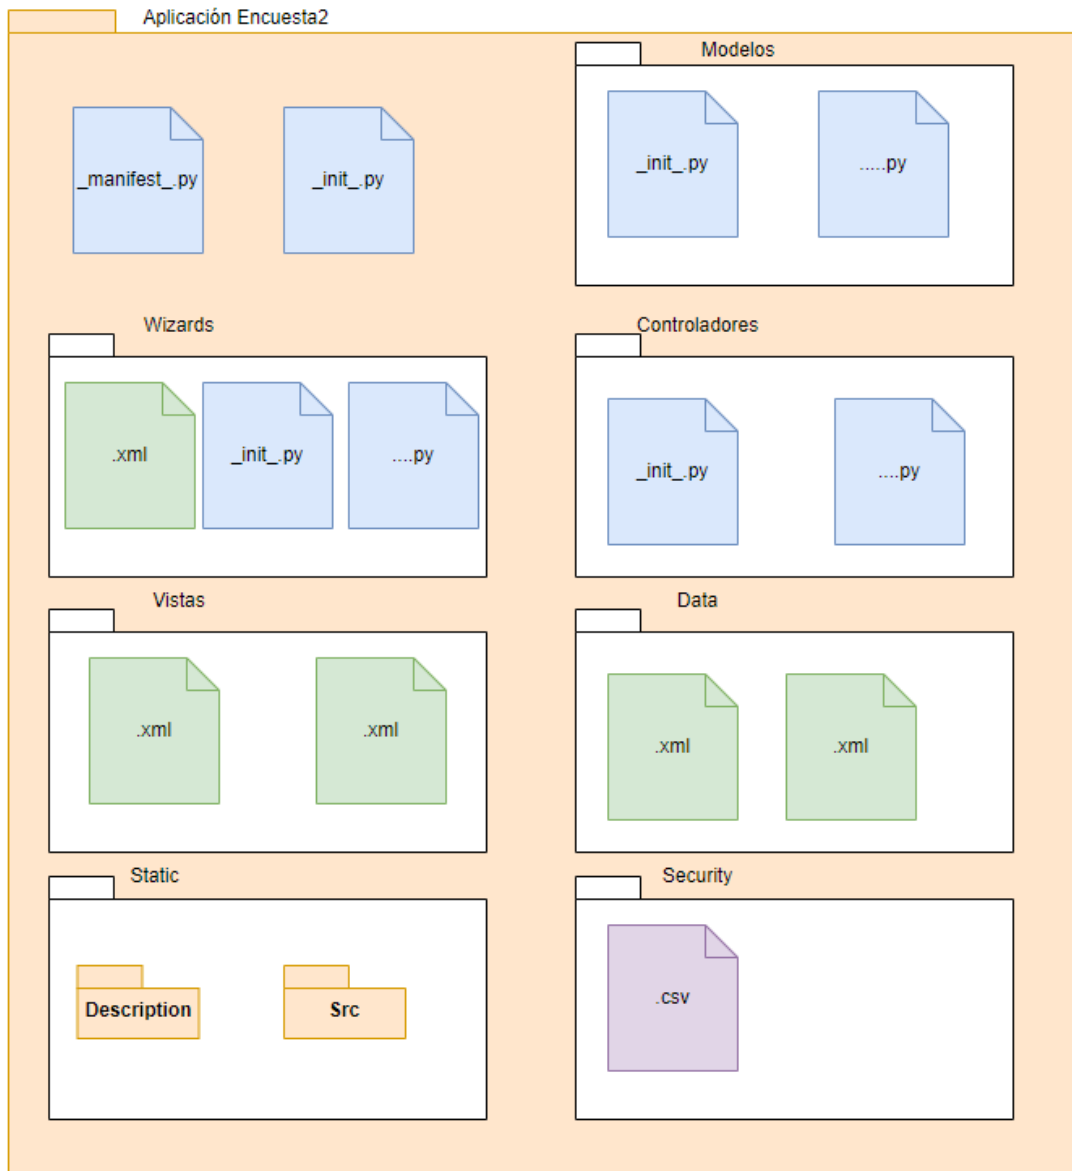 Aplicación Encuesta2
_manifest_.py
_init_.py
Modelos
_init_.py
.....py
Wizards
.xml
_init_.py
....py
Controladores
_init_.py
....py
Vistas
.xml
.xml
Data
.xml
.xml
Static
Description
Src
Security
.csv